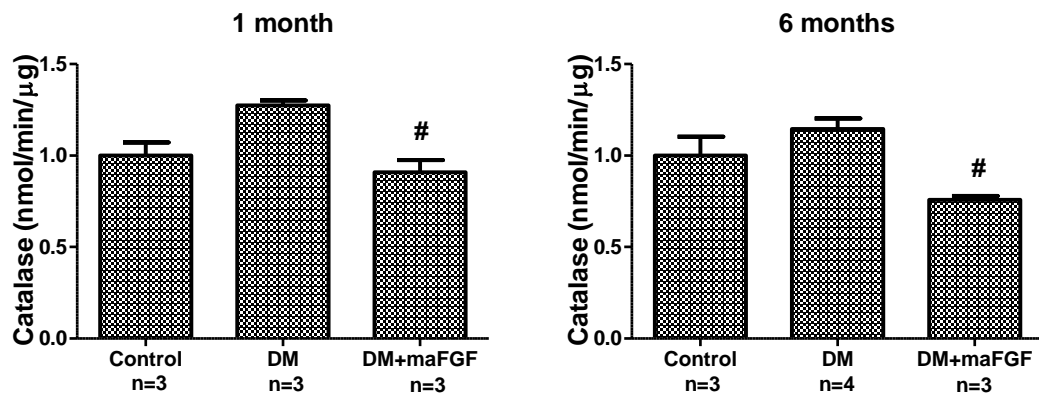 1 month
Catalase (nmol/min/μg)
1.5
1.0
0.5
0.0
#
Control
n=3
DM
n=3
DM+maFGF
n=3
6 months
Catalase (nmol/min/μg)
1.5
1.0
0.5
0.0
#
Control
n=3
DM
n=4
DM+maFGF
n=3